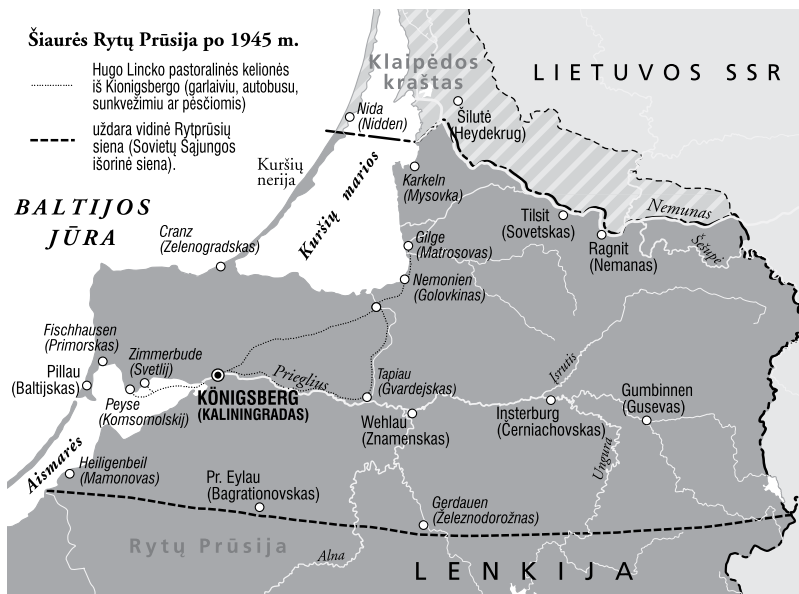 Šiaurės Rytų Prūsija po 1945 m.
Hugo Lincko pastoralinės kelionės
iš Kionigsbergo (garlaiviu, autobusu,
sunkvežimiu ar pėsčiomis)
uždara vidinė Rytprūsių
siena (Sovietų Sąjungos
išorinė siena).
Klaipėdos
kraštas
LIETUVOS SSR
Nida
(Nidden)
Šilutė
(Heydekrug)
Kuršių
nerija
Kuršių marios
Karkeln
(Mysovka)
BALTIJOS
JŪRA
Nemunas
Tilsit
(Sovetskas)
Ragnit
(Nemanas)
Šešupė
Cranz
(Zelenogradskas)
Gilge
(Matrosovas)
Nemonien
(Golovkinas)
Fischhausen
(Primorskas)
Zimmerbude
(Svetlij)
Pillau
(Baltijskas)
Peyse
(Komsomolskij)
KÖNIGSBERG
(KALININGRADAS)
Prieglius
Tapiau
(Gvardejskas)
Wehlau
(Znamenskas)
Isrutis
Insterburg
(Černiachovskas)
Gumbinnen
(Gusevas)
Ungura
Aismarės
Heiligenbeil
(Mamonovas)
Pr. Eylau
(Bagrationovskas)
Gerdauen
(Železnodorožnas)
Rytų Prūsija
Alna
LENKIJA